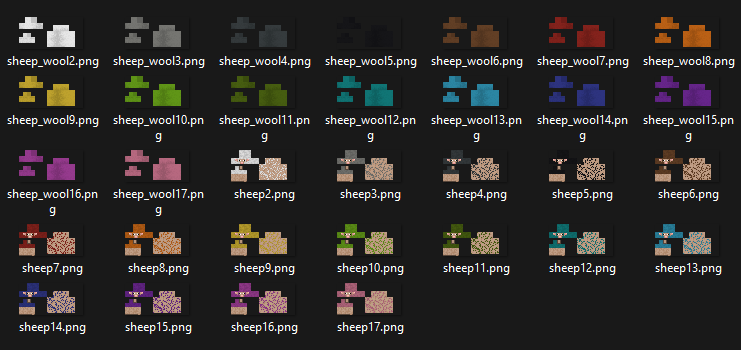 sheep_wool2.png sheep_wool3.png sheep_wool4.png sheep_wool5.png sheep_wool6.png sheep_wool7.png sheep_wool8.png
sheep_wool9.png sheep_wool10.pn sheep_wool11.pn sheep_wool12.pn sheep_wool13.pn sheep_wool14.pn sheep_wool15.pn
g g g g g g
sheep_wool16.pn sheep_wool17.pn sheep2.png sheep3.png sheep4.png sheep5.png sheep6.png
g g
sheep7.png sheep8.png sheep9.png sheep10.png sheep11.png sheep12.png sheep13.png
sheep14.png sheep15.png sheep16.png sheep17.png